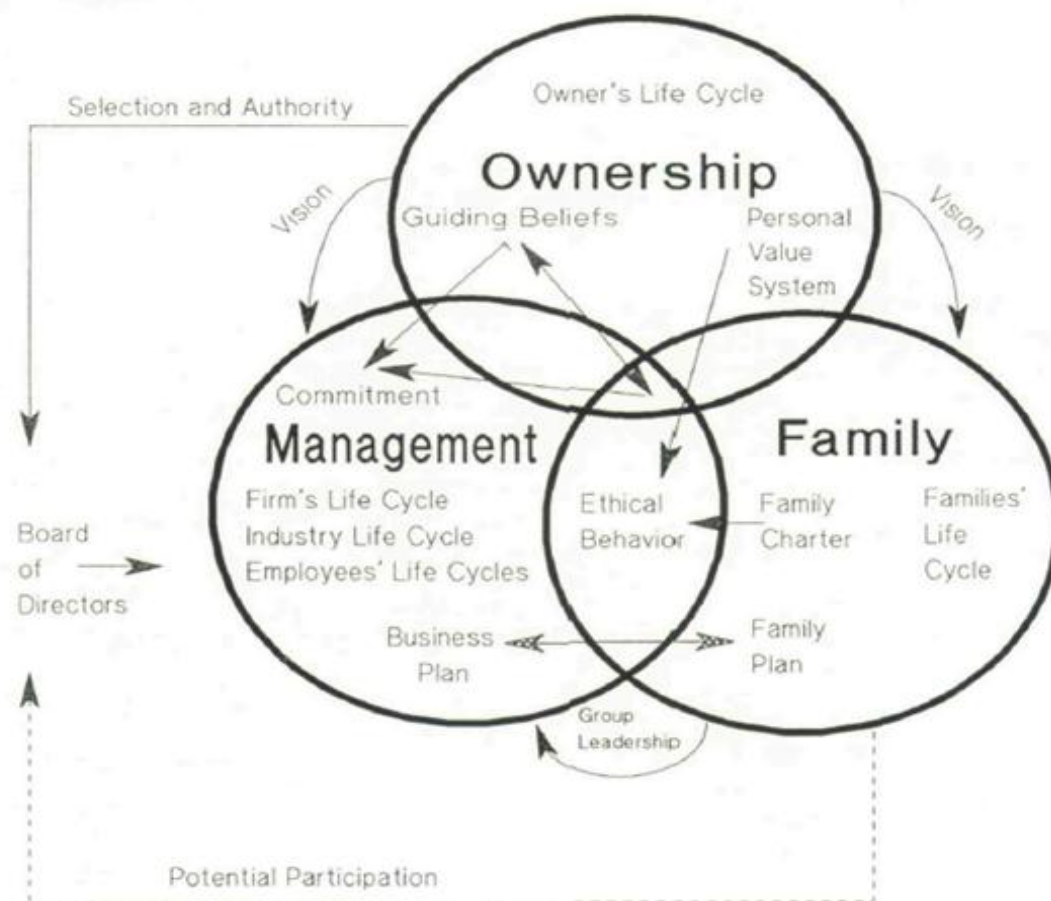 Owner's Life Cycle
Selection and Authority
Ownership
Vision
Vision
Guiding Beliefs
Personal
Value
System
Commitment
Management
Family
Firm's Life Cycle
Industry Life Cycle
Employees' Life Cycles
Ethical
Behavior
Family
Charter
Families'
Life
Cycle
Board
of
Directors
Business
Plan
Family
Plan
Group
Leadership
Potential Participation